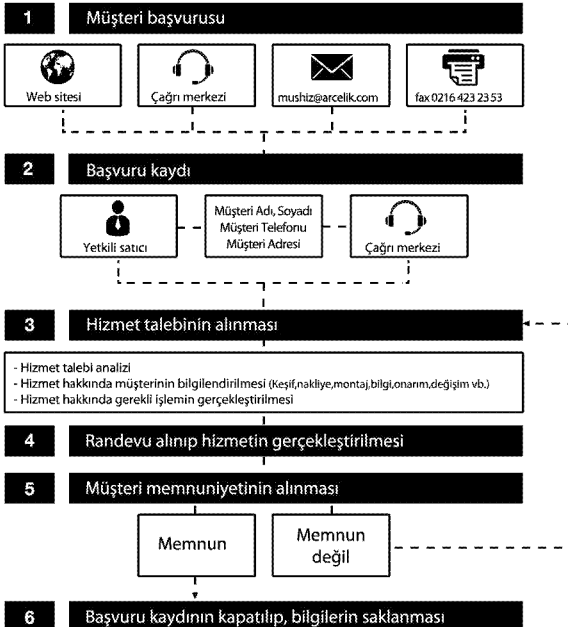 1 Müşteri başvurusu
Web sitesi
Çağrı merkezi
mushiz@arcelik.com
fax 0216 423 23 53
2 Başvuru kaydı
Yetkili satıcı
Müşteri Adı, Soyadı
Müşteri Telefonu
Müşteri Adresi
Çağrı merkezi
3 Hizmet talebinin alınması
- Hizmet talebi analizi
- Hizmet hakkında müşterinin bilgilendirilmesi (Keşif,nakliye,montaj,bilgi,onarım,değişim vb.)
- Hizmet hakkında gerekli işlemin gerçekleştirilmesi
4 Randevu alınıp hizmetin gerçekleştirilmesi
5 Müşteri memnuniyetinin alınması
Memnun
Memnun
değil
6 Başvuru kaydının kapatılıp, bilgilerin saklanması